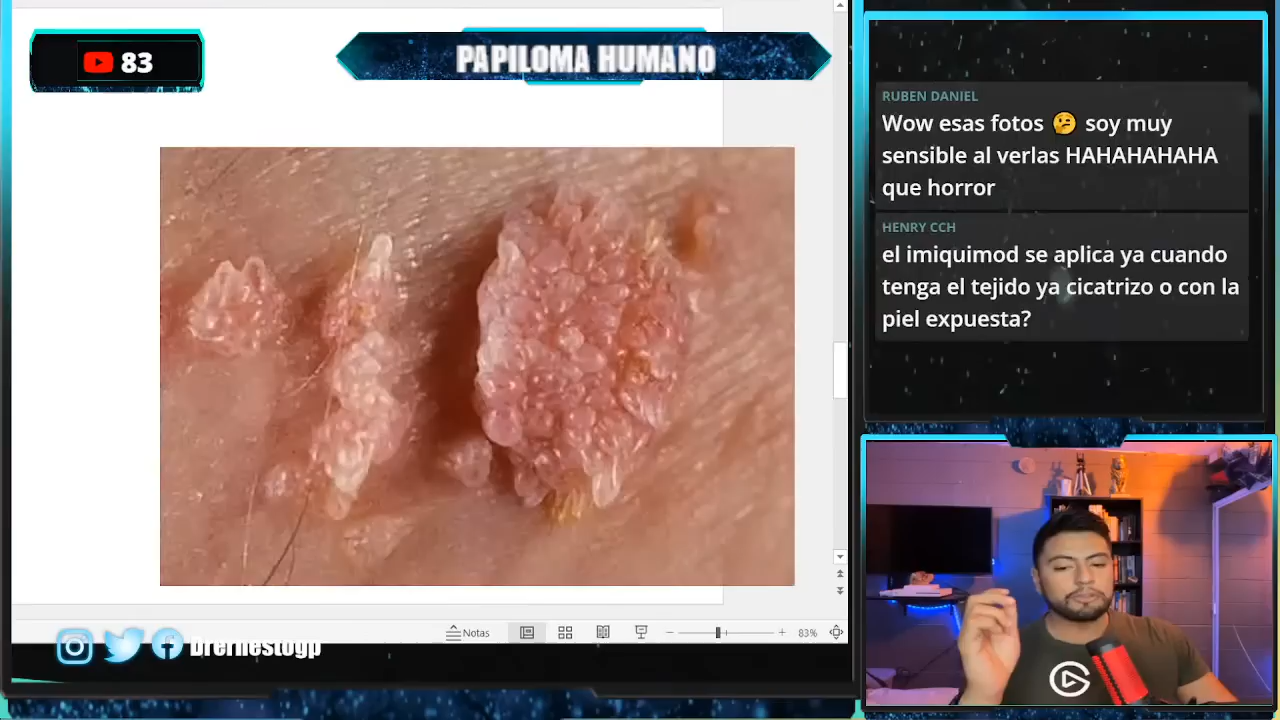 83
PAPILOMA HUMANO
RUBEN DANIEL
Wow esas fotos 🤔 soy muy
sensible al verlas HAHAHAHAHA
que horror
HENRY CCH
el imiquimod se aplica ya cuando
tenga el tejido ya cicatrizo o con la
piel expuesta?
Notas
83%
Drernestogp